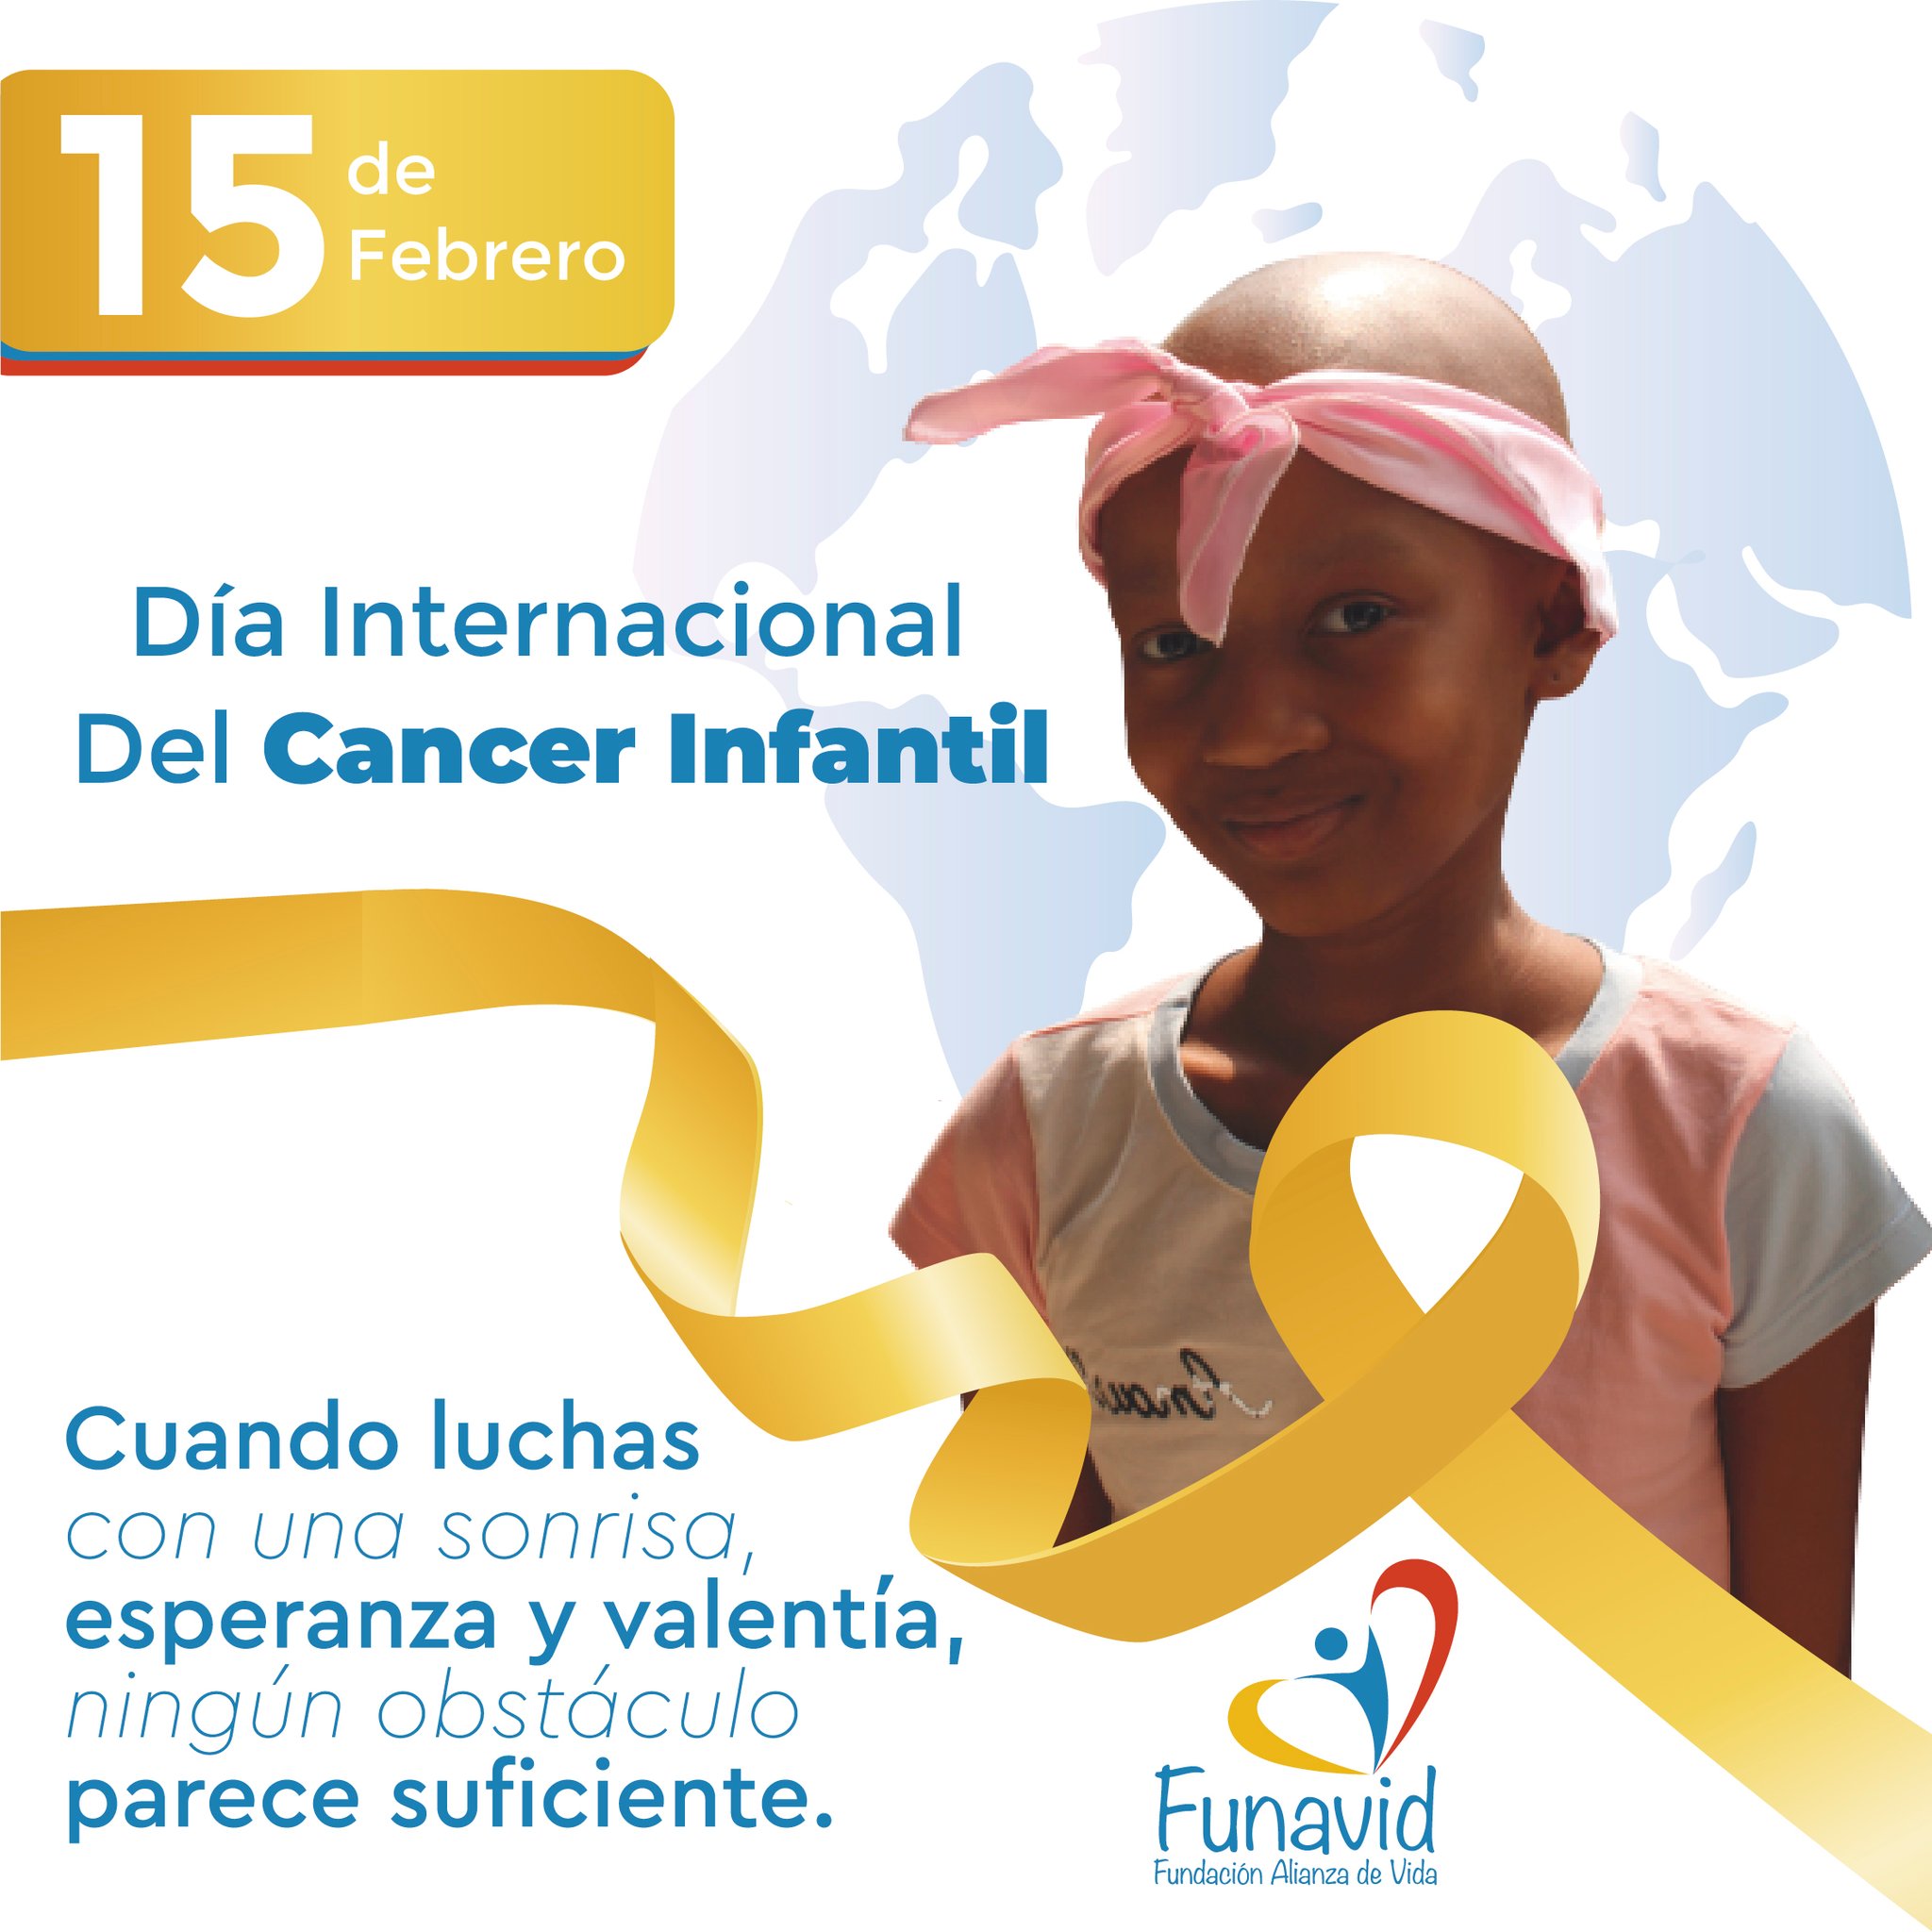 15 de
Febrero
Día Internacional
Del Cancer Infantil
Cuando luchas
con una sonrisa,
esperanza y valentía,
ningún obstáculo
parece suficiente.
Funavid
Fundación Alianza de Vida